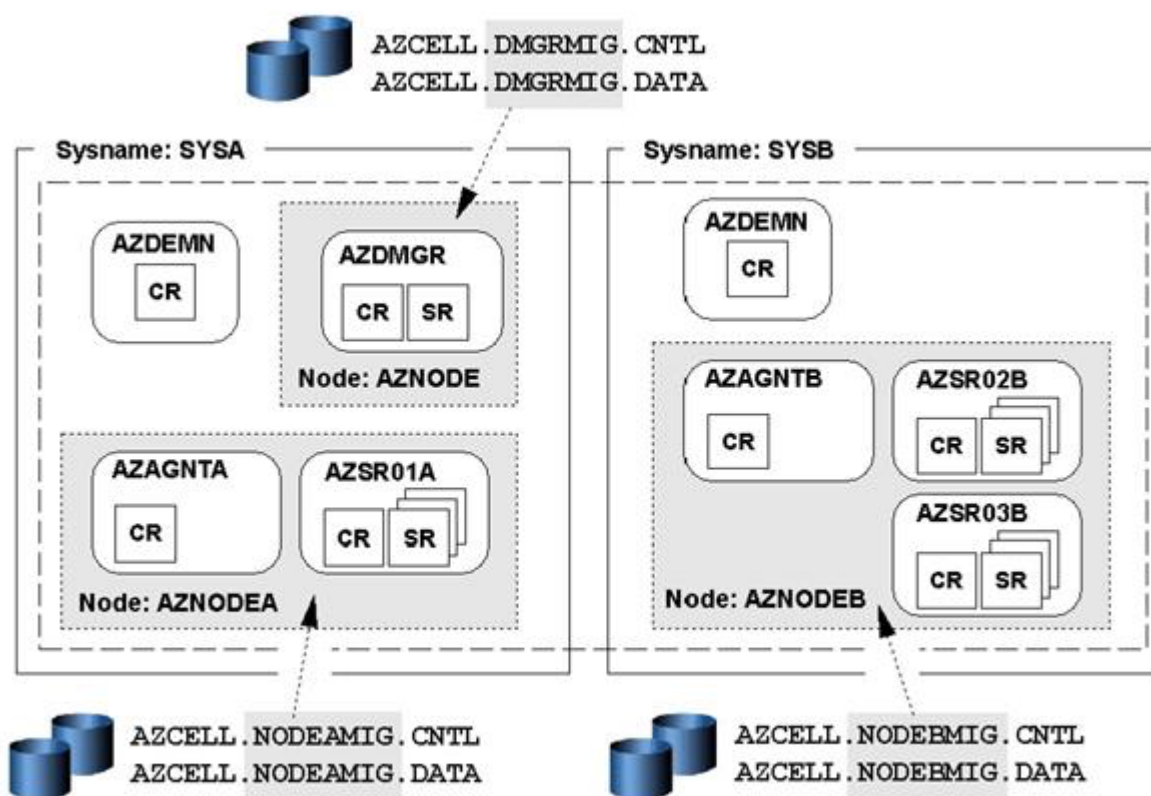 AZCELL.DMGRMIG.CNTL
AZCELL.DMGRMIG.DATA
Sysname: SYSA
AZDEMN
CR
AZDMGR
CR SR
Node: AZNODE
AZAGNTA
CR
AZSR01A
CR SR
Node: AZNODEA
Sysname: SYSB
AZDEMN
CR
AZAGNTB
CR
AZSR02B
CR SR
AZSR03B
CR SR
Node: AZNODEB
AZCELL.NODEAMIG.CNTL
AZCELL.NODEAMIG.DATA
AZCELL.NODEBMIG.CNTL
AZCELL.NODEBMIG.DATA